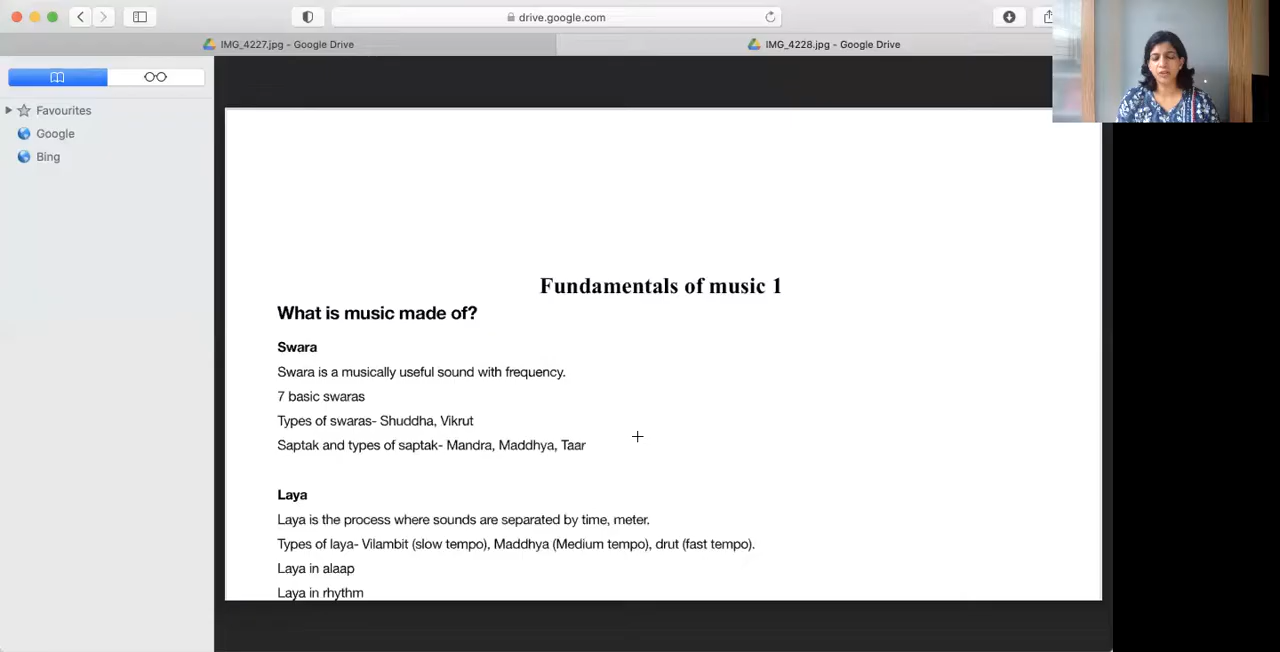 drive.google.com
IMG_4227.jpg - Google Drive
IMG_4228.jpg - Google Drive
Favourites
Google
Bing
Fundamentals of music 1
What is music made of?
Swara
Swara is a musically useful sound with frequency.
7 basic swaras
Types of swaras- Shuddha, Vikrut
Saptak and types of saptak- Mandra, Maddhya, Taar
Laya
Laya is the process where sounds are separated by time, meter.
Types of laya- Vilambit (slow tempo), Maddhya (Medium tempo), drut (fast tempo).
Laya in alaap
Laya in rhythm